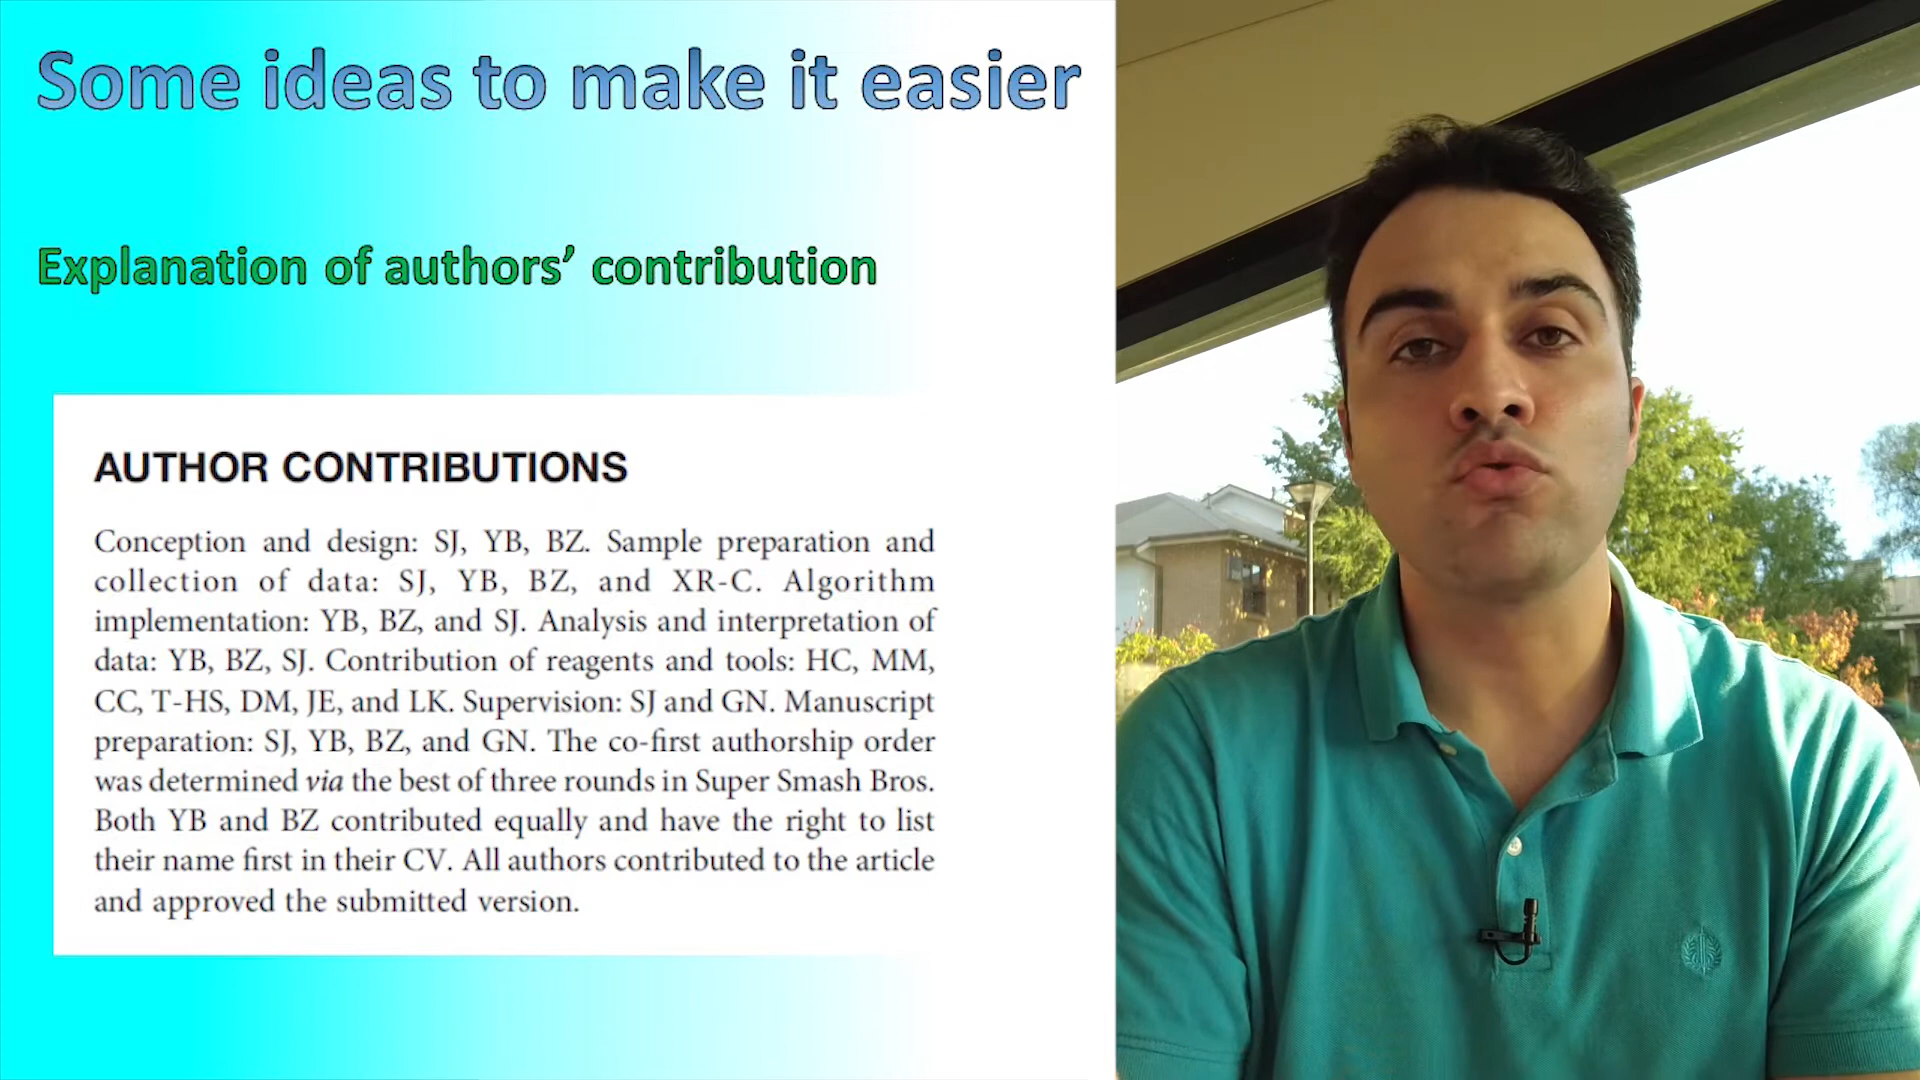 Some ideas to make it easier
Explanation of authors’ contribution
AUTHOR CONTRIBUTIONS
Conception and design: SJ, YB, BZ. Sample preparation and
collection of data: SJ, YB, BZ, and XR-C. Algorithm
implementation: YB, BZ, and SJ. Analysis and interpretation of
data: YB, BZ, SJ. Contribution of reagents and tools: HC, MM,
CC, T-HS, DM, JE, and LK. Supervision: SJ and GN. Manuscript
preparation: SJ, YB, BZ, and GN. The co-first authorship order
was determined via the best of three rounds in Super Smash Bros.
Both YB and BZ contributed equally and have the right to list
their name first in their CV. All authors contributed to the article
and approved the submitted version.